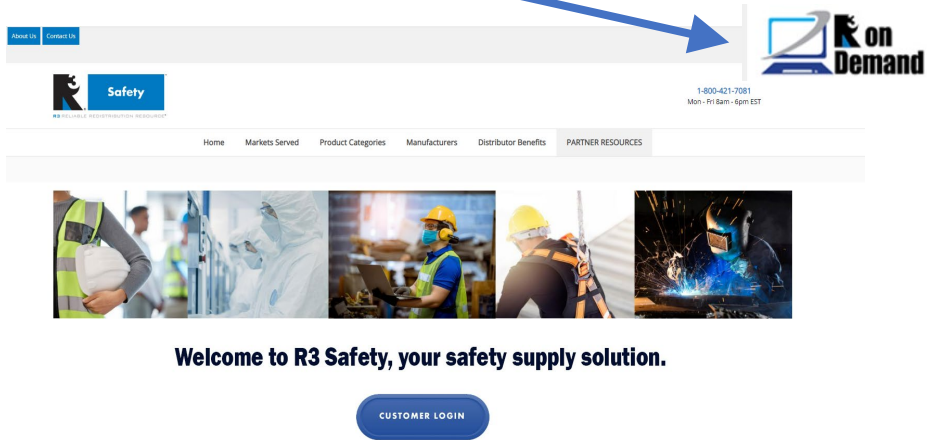 About Us Contact Us
R on
Demand
R3 Safety
R3 RELIABLE REDISTRIBUTION RESOURCE®
1-800-421-7081
Mon - Fri 8am - 6pm EST
Home Markets Served Product Categories Manufacturers Distributor Benefits PARTNER RESOURCES
Welcome to R3 Safety, your safety supply solution.
CUSTOMER LOGIN